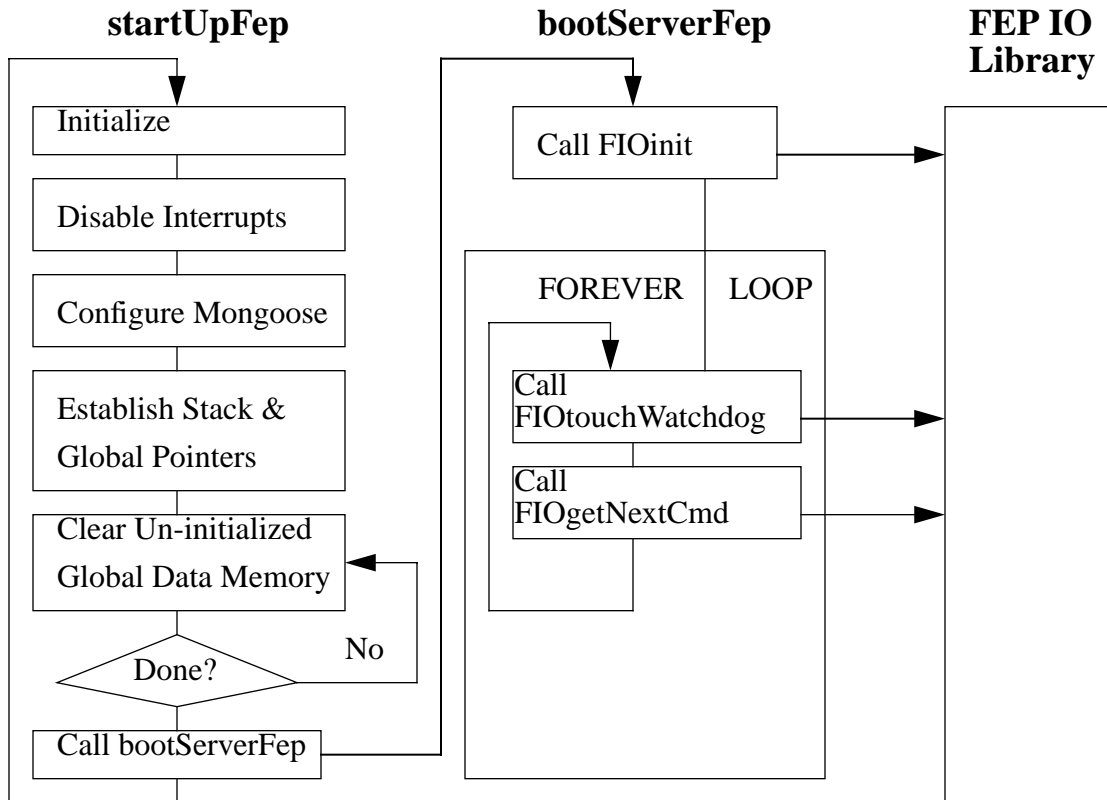 startUpFep
Initialize
Disable Interrupts
Configure Mongoose
Establish Stack &
Global Pointers
Clear Un-initialized
Global Data Memory
No
Done?
Call bootServerFep
bootServerFep
Call FIOinit
FOREVER LOOP
Call
FIOtouchWatchdog
Call
FIOgetNextCmd
FEP IO
Library